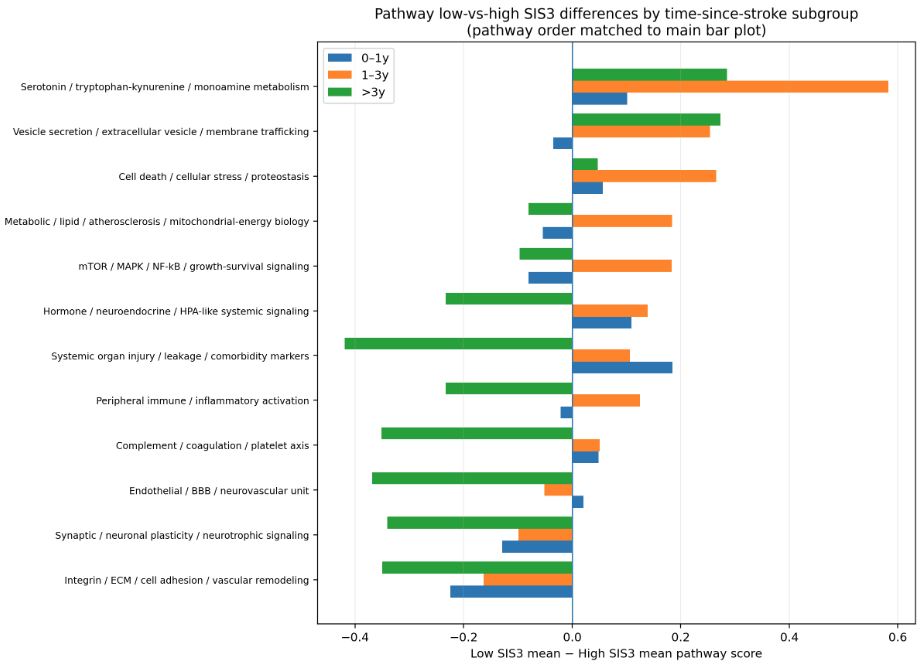 Pathway low-vs-high SIS3 differences by time-since-stroke subgroup
(pathway order matched to main bar plot)
0–1y
1–3y
>3y
Serotonin / tryptophan-kynurenine / monoamine metabolism
Vesicle secretion / extracellular vesicle / membrane trafficking
Cell death / cellular stress / proteostasis
Metabolic / lipid / atherosclerosis / mitochondrial-energy biology
mTOR / MAPK / NF-kB / growth-survival signaling
Hormone / neuroendocrine / HPA-like systemic signaling
Systemic organ injury / leakage / comorbidity markers
Peripheral immune / inflammatory activation
Complement / coagulation / platelet axis
Endothelial / BBB / neurovascular unit
Synaptic / neuronal plasticity / neurotrophic signaling
Integrin / ECM / cell adhesion / vascular remodeling
−0.4 −0.2 0.0 0.2 0.4 0.6
Low SIS3 mean − High SIS3 mean pathway score